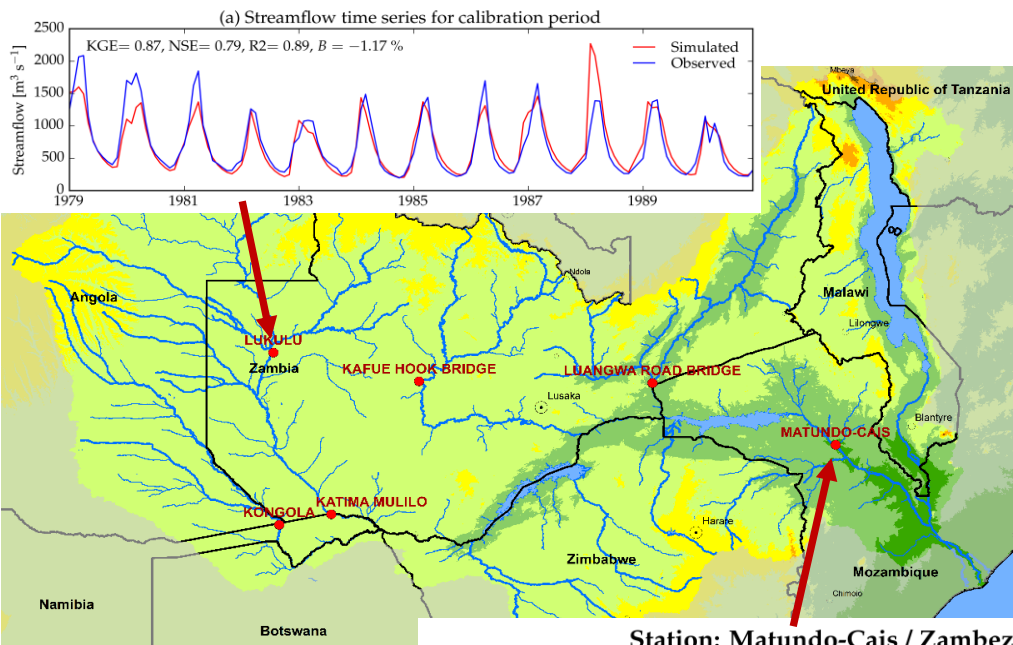 (a) Streamflow time series for calibration period
KGE= 0.87, NSE= 0.79, R2= 0.89, B = −1.17 %
Simulated
Observed
Streamflow [m³ s⁻¹]
2500
2000
1500
1000
500
0
1979
1981
1983
1985
1987
1989
Mbeya
United Republic of Tanzania
Ndola
Angola
Malawi
Lilongwe
LUKULU
Zambia
KAFUE HOOK BRIDGE
LUANGWA ROAD BRIDGE
Lusaka
Blantyre
MATUNDO-CAIS
KATIMA MULILO
KONGOLA
Harare
Zimbabwe
Mozambique
Chimoio
Namibia
Botswana
Station: Matundo-Cais / Zambez